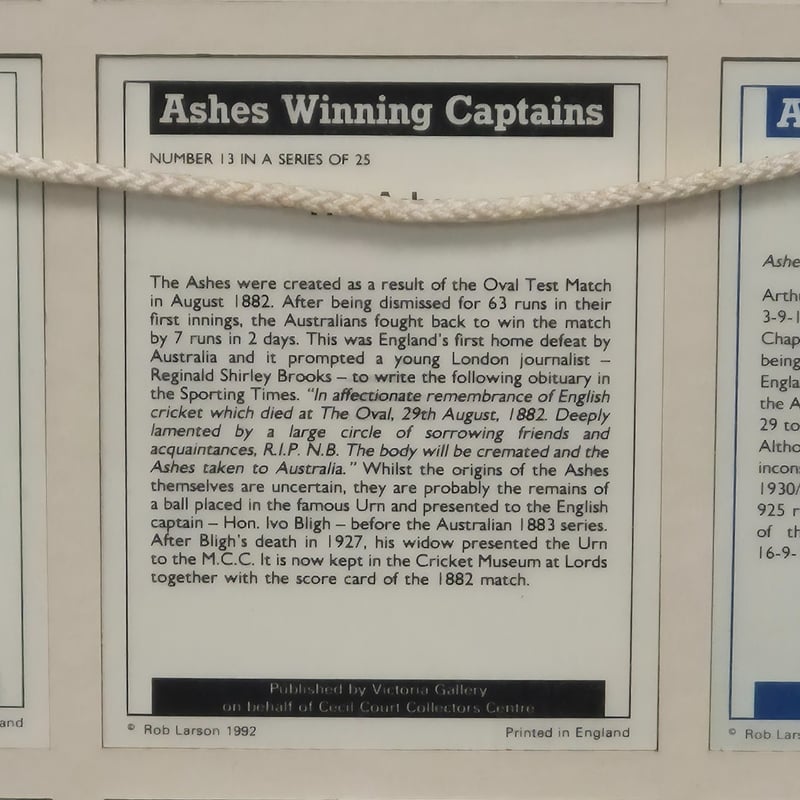 Ashes Winning Captains
NUMBER 13 IN A SERIES OF 25
The Ashes were created as a result of the Oval Test Match
in August 1882. After being dismissed for 63 runs in their
first innings, the Australians fought back to win the match
by 7 runs in 2 days. This was England's first home defeat by
Australia and it prompted a young London journalist –
Reginald Shirley Brooks – to write the following obituary in
the Sporting Times. "In affectionate remembrance of English
cricket which died at The Oval, 29th August, 1882. Deeply
lamented by a large circle of sorrowing friends and
acquaintances, R.I.P. N.B. The body will be cremated and the
Ashes taken to Australia." Whilst the origins of the Ashes
themselves are uncertain, they are probably the remains of
a ball placed in the famous Urn and presented to the English
captain – Hon. Ivo Bligh – before the Australian 1883 series.
After Bligh's death in 1927, his widow presented the Urn
to the M.C.C. It is now kept in the Cricket Museum at Lords
together with the score card of the 1882 match.
Published by Victoria Gallery
on behalf of Cecil Court Collectors Centre
© Rob Larson 1992 Printed in England
and
A
Ashe
Arth
3-9-1
Chap
being
Engla
the A
29 to
Altho
incon
1930/
925 r
of th
16-9-
© Rob Lars